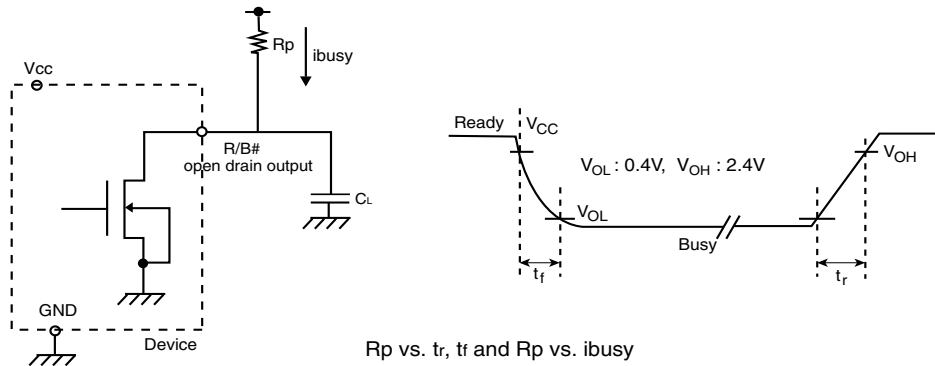 Rp
ibusy
Vcc
R/B#
open drain output
CL
GND
Device
Ready
VCC
VOL : 0.4V, VOH : 2.4V
VOH
VOL
Busy
tf
tr
Rp vs. tr, tf and Rp vs. ibusy